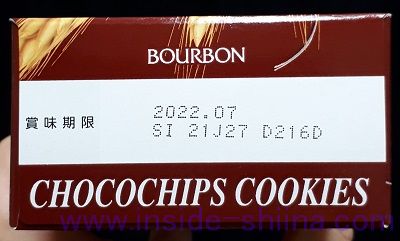 BOURBON
賞味期限
2022.07
SI 21J27 D216D
CHOCOCHIPS COOKIES
www.inside-shiina.com